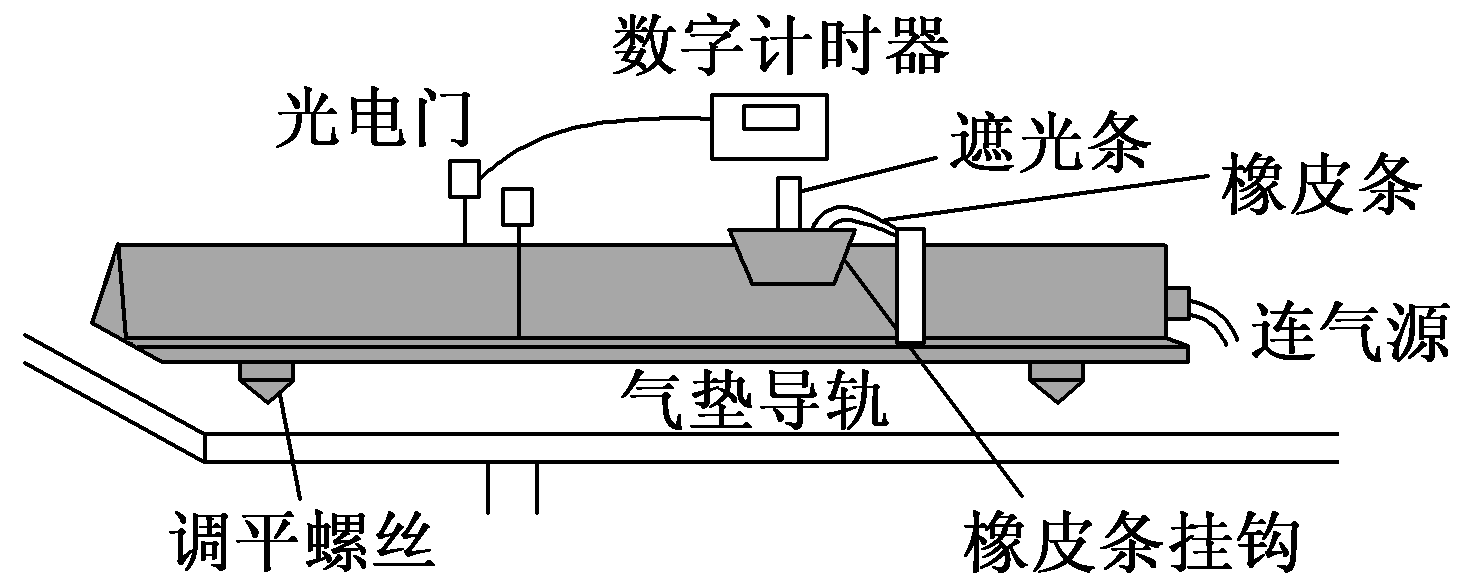 数字计时器
光电门
遮光条
橡皮条
连气源
气垫导轨
调平螺丝
橡皮条挂钩